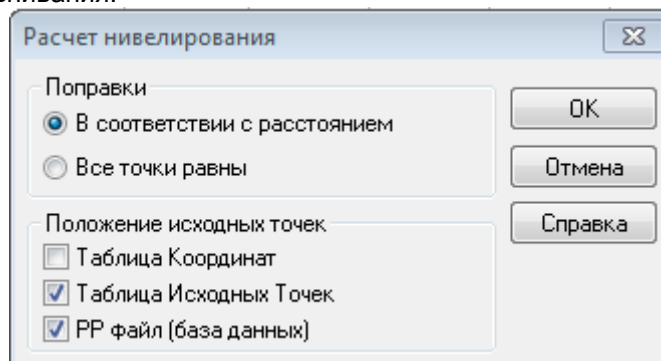 Расчет нивелирования
Поправки
В соответствии с расстоянием
Все точки равны
Положение исходных точек
Таблица Координат
Таблица Исходных Точек
PP файл (база данных)
OK
Отмена
Справка